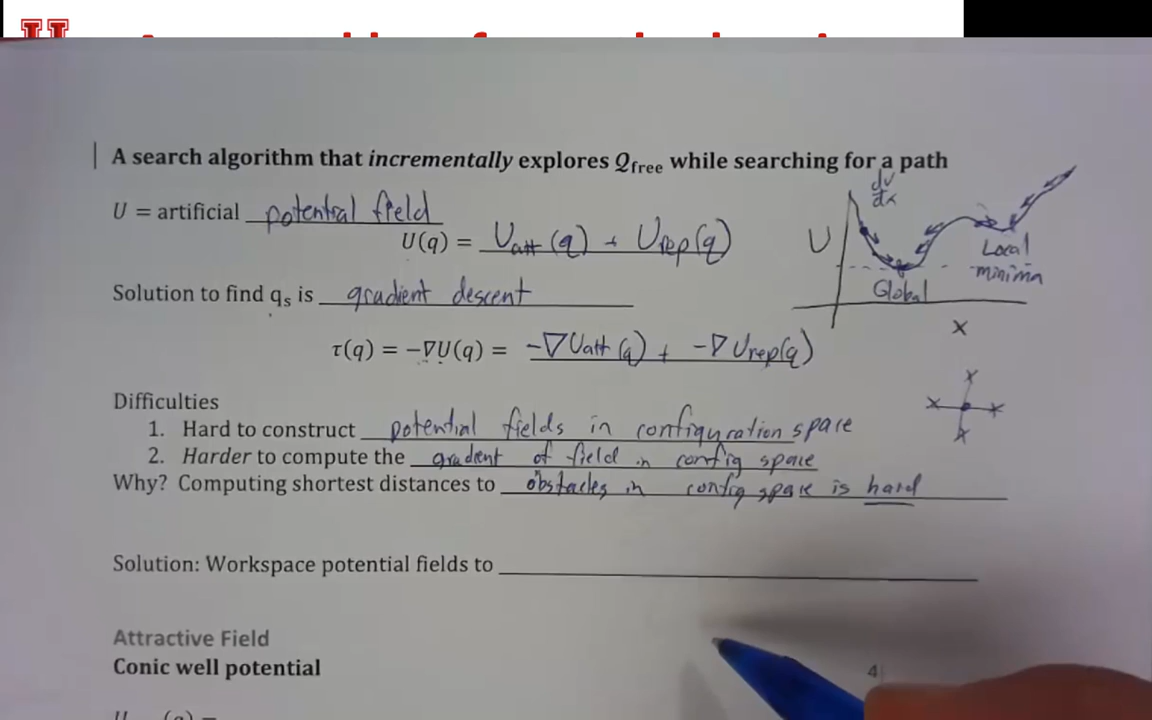 A search algorithm that incrementally explores Qfree while searching for a path
U = artificial potential field
U(q) = Uatt(q) + Urep(q)
Solution to find qs is gradient descent
τ(q) = -∇U(q) = -∇Uatt(q) + -∇Urep(q)
dU
dx
U
Local
minima
Global
x
Difficulties
1. Hard to construct potential fields in configuration space
2. Harder to compute the gradient of field in config space
Why? Computing shortest distances to obstacles in config space is hard
Solution: Workspace potential fields to
Attractive Field
Conic well potential
4